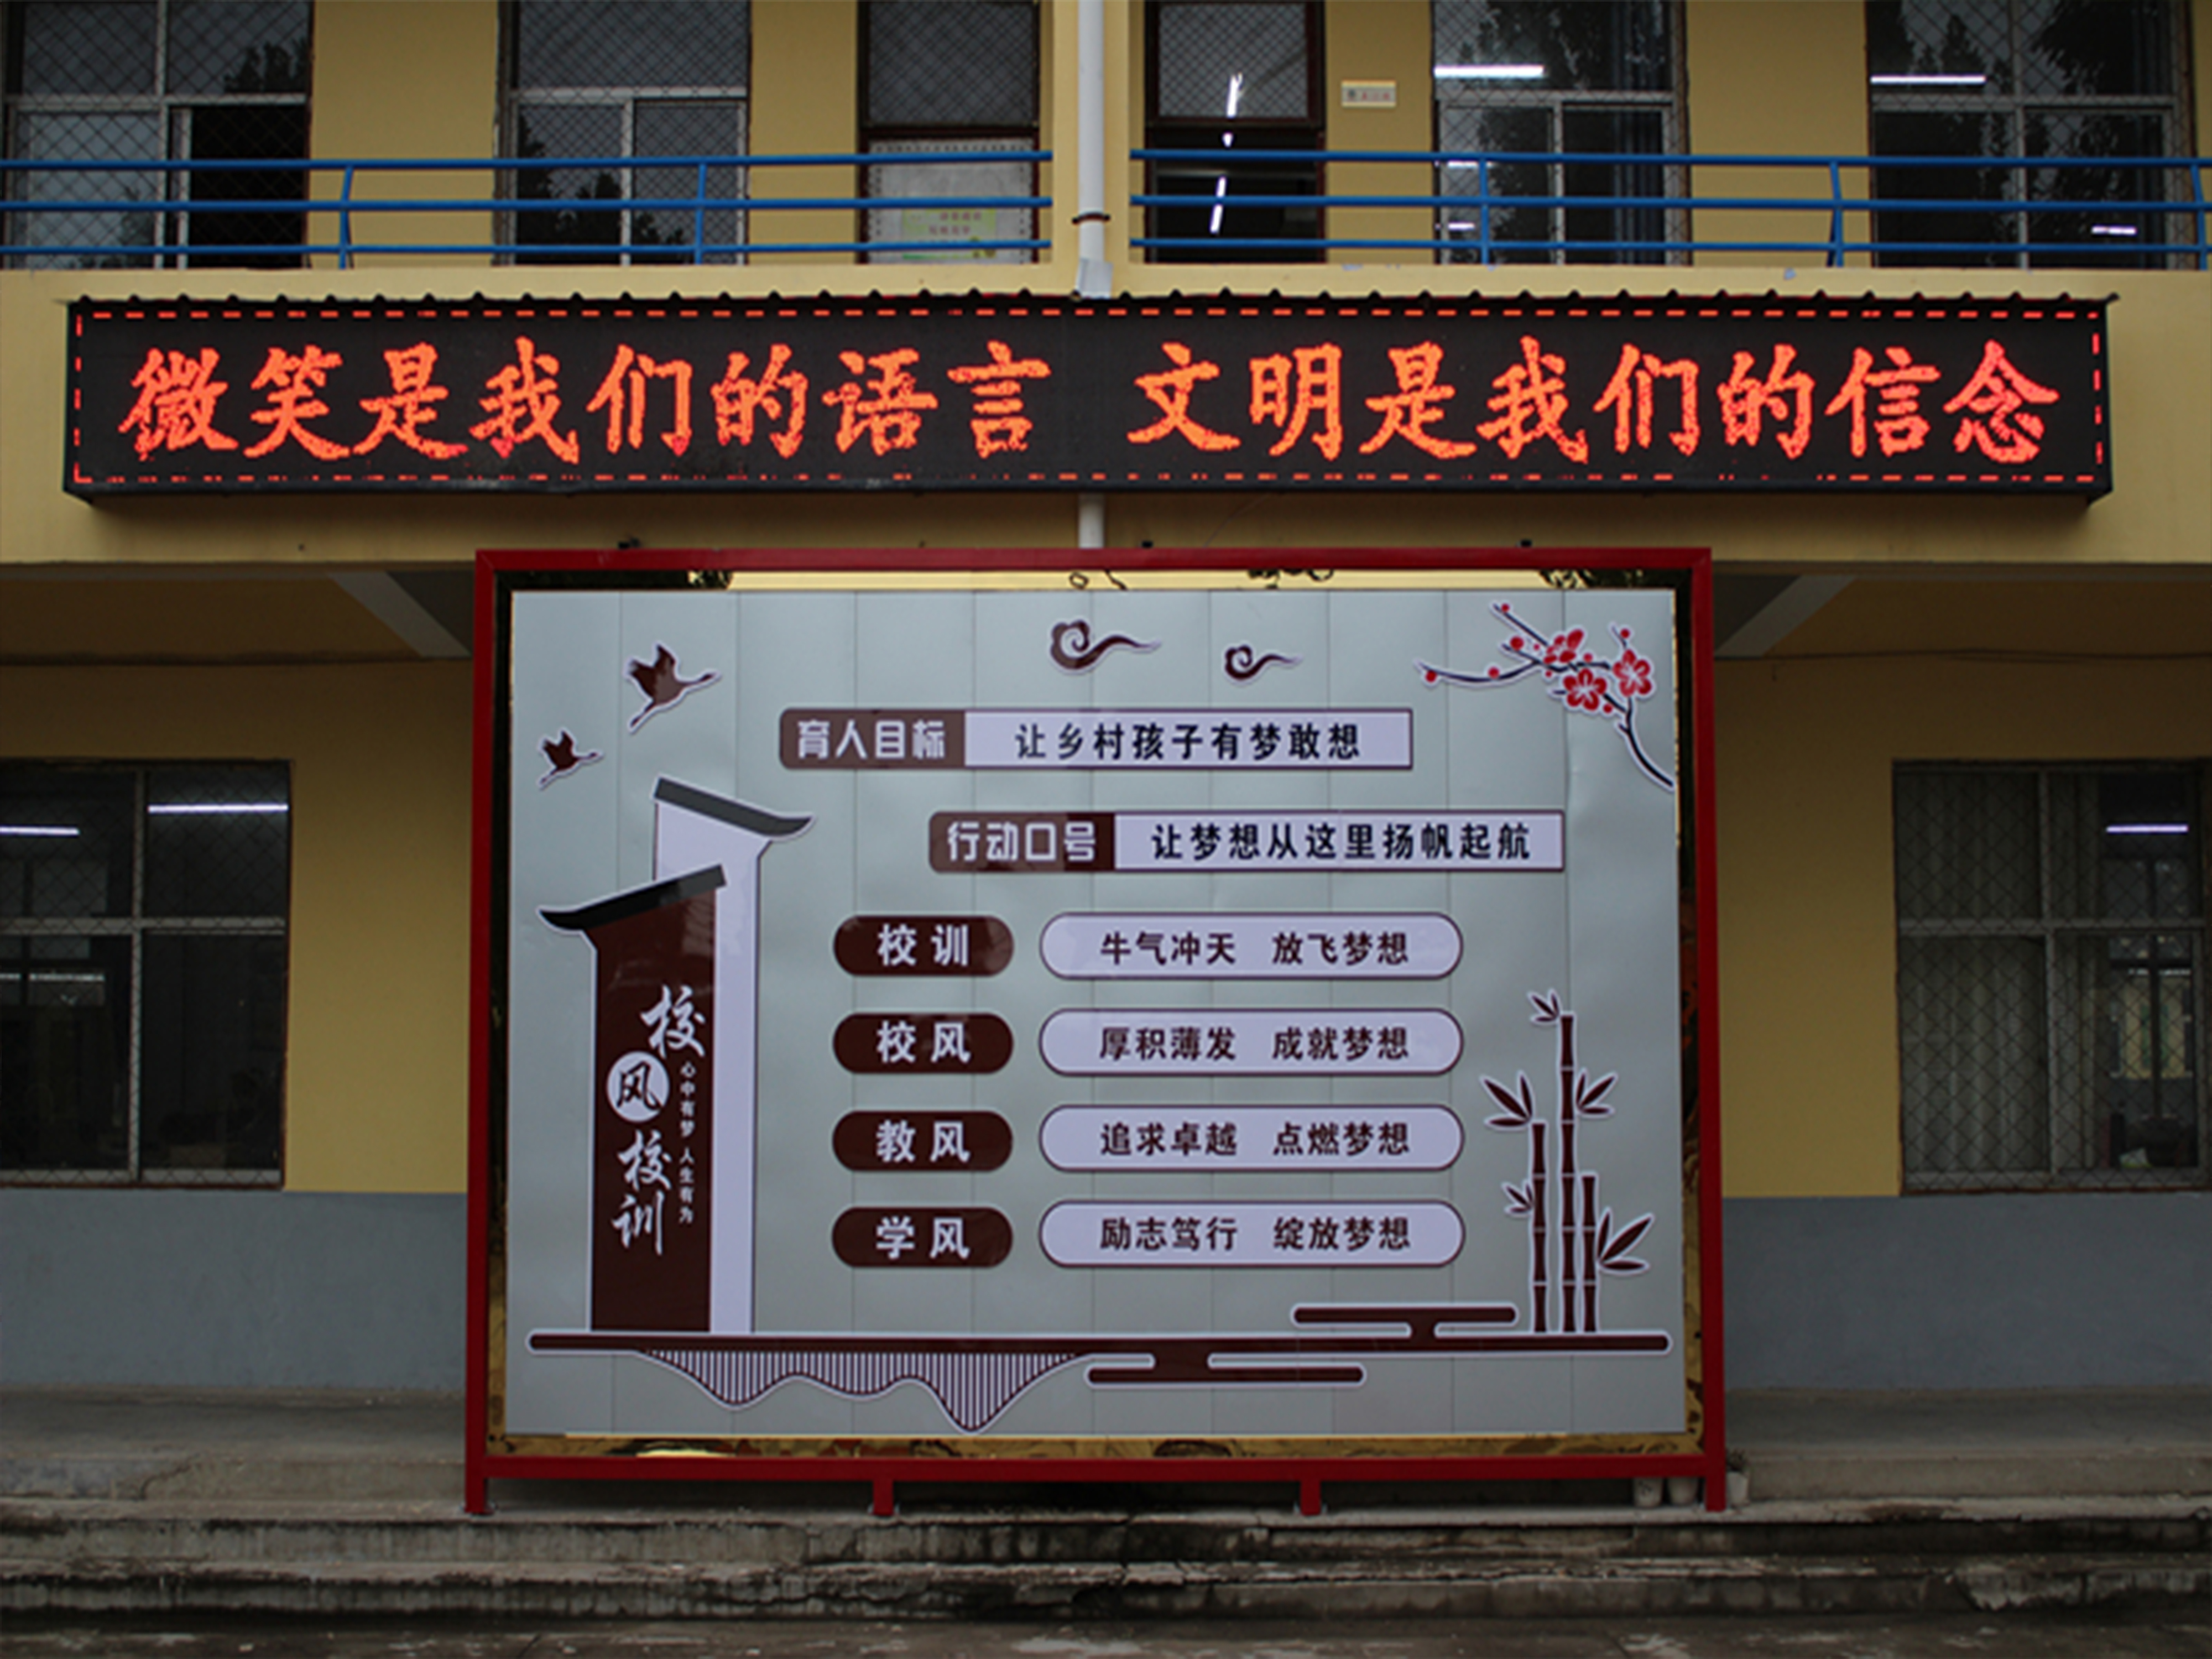 微笑是我们的语言 文明是我们的信念
育人目标 让乡村孩子有梦敢想
行动口号 让梦想从这里扬帆起航
校训 牛气冲天 放飞梦想
校风 厚积薄发 成就梦想
教风 追求卓越 点燃梦想
学风 励志笃行 绽放梦想
校风校训
心中有梦 人生有为